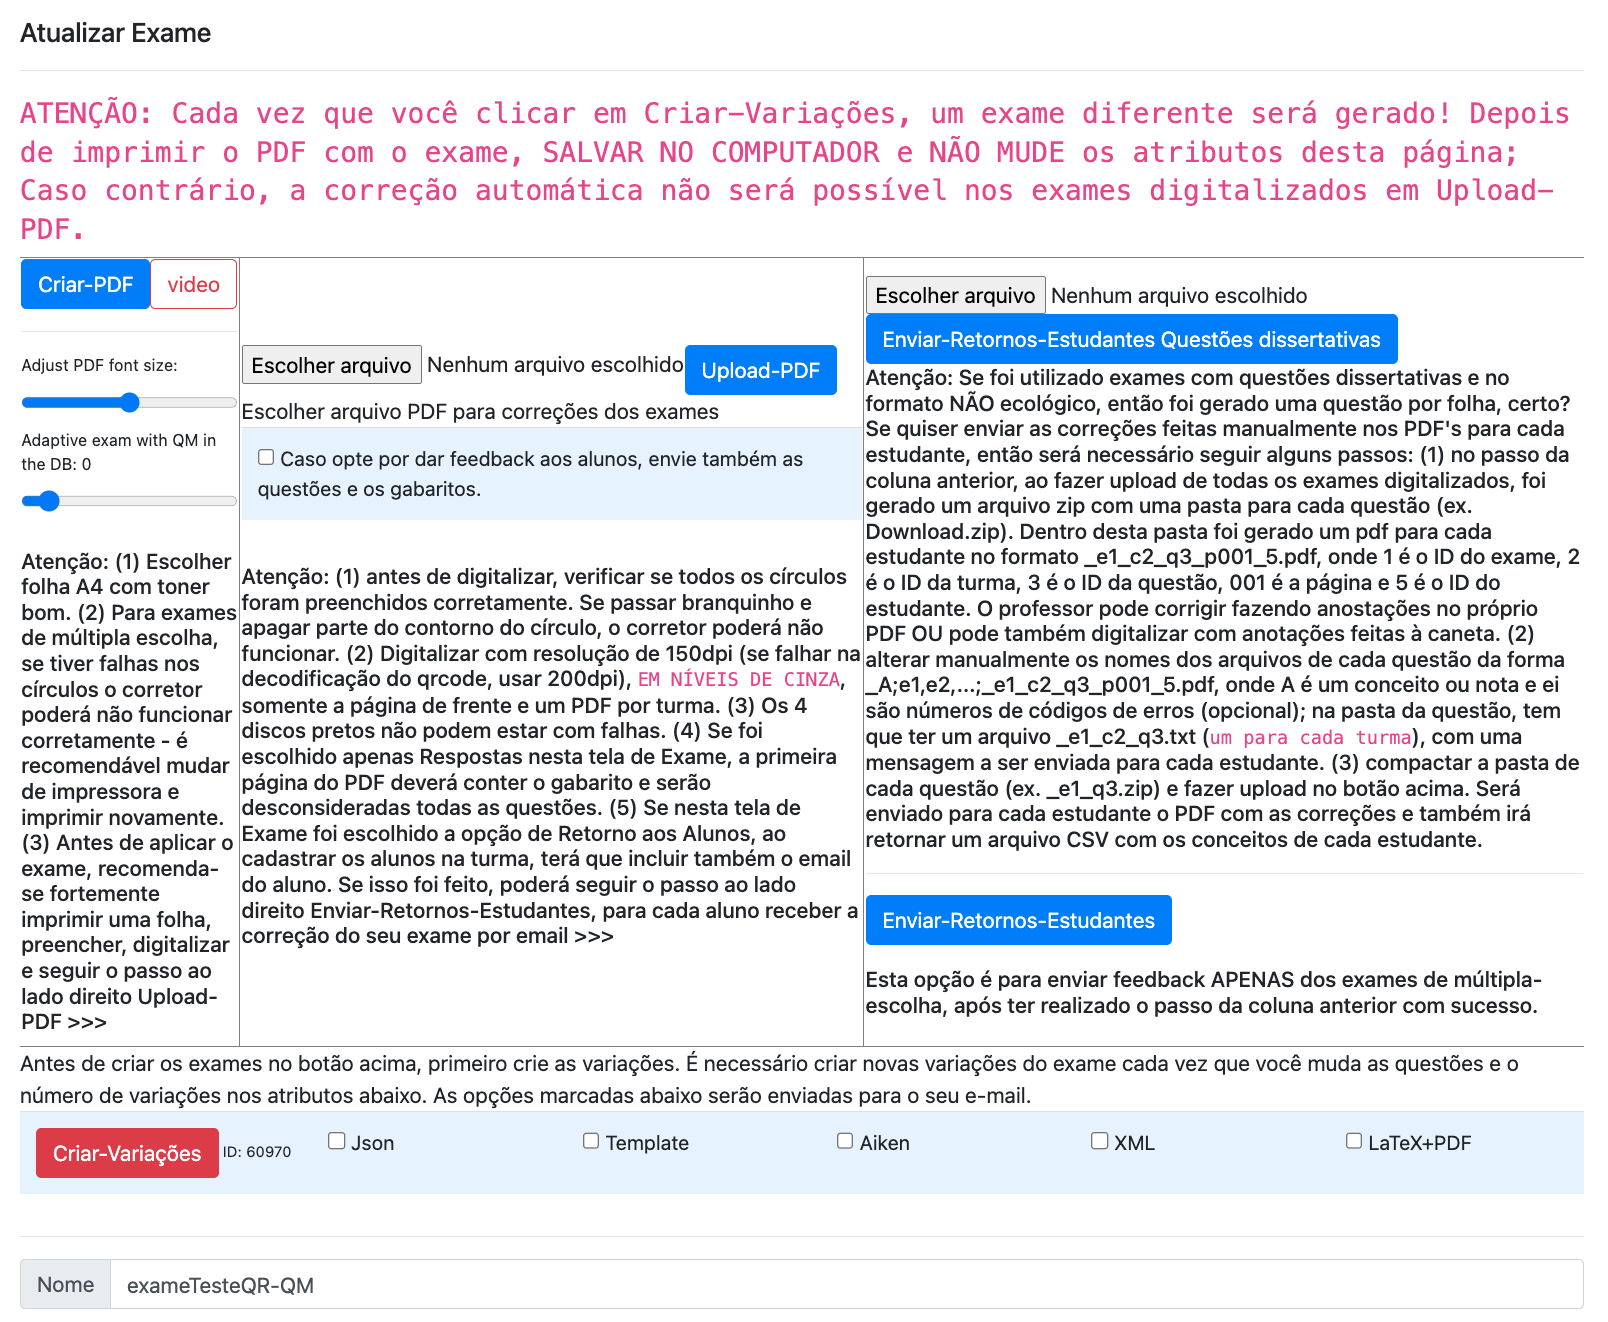 Atualizar Exame
ATENÇÃO: Cada vez que você clicar em Criar-Variações, um exame diferente será gerado! Depois
de imprimir o PDF com o exame, SALVAR NO COMPUTADOR e NÃO MUDE os atributos desta página;
Caso contrário, a correção automática não será possível nos exames digitalizados em Upload-
PDF.
Criar-PDF video
Adjust PDF font size:
Adaptive exam with QM in
the DB: 0
Atenção: (1) Escolher
folha A4 com toner
bom. (2) Para exames
de múltipla escolha,
se tiver falhas nos
círculos o corretor
poderá não funcionar
corretamente - é
recomendável mudar
de impressora e
imprimir novamente.
(3) Antes de aplicar o
exame, recomenda-
se fortemente
imprimir uma folha,
preencher, digitalizar
e seguir o passo ao
lado direito Upload-
PDF >>>
Escolher arquivo Nenhum arquivo escolhido Upload-PDF
Escolher arquivo PDF para correções dos exames
Caso opte por dar feedback aos alunos, envie também as
questões e os gabaritos.
Atenção: (1) antes de digitalizar, verificar se todos os círculos
foram preenchidos corretamente. Se passar branquinho e
apagar parte do contorno do círculo, o corretor poderá não
funcionar. (2) Digitalizar com resolução de 150dpi (se falhar na
decodificação do qrcode, usar 200dpi), EM NÍVEIS DE CINZA,
somente a página de frente e um PDF por turma. (3) Os 4
discos pretos não podem estar com falhas. (4) Se foi
escolhido apenas Respostas nesta tela de Exame, a primeira
página do PDF deverá conter o gabarito e serão
desconsideradas todas as questões. (5) Se nesta tela de
Exame foi escolhido a opção de Retorno aos Alunos, ao
cadastrar os alunos na turma, terá que incluir também o email
do aluno. Se isso foi feito, poderá seguir o passo ao lado
direito Enviar-Retornos-Estudantes, para cada aluno receber a
correção do seu exame por email >>>
Escolher arquivo Nenhum arquivo escolhido
Enviar-Retornos-Estudantes Questões dissertativas
Atenção: Se foi utilizado exames com questões dissertativas e no
formato NÃO ecológico, então foi gerado uma questão por folha, certo?
Se quiser enviar as correções feitas manualmente nos PDF's para cada
estudante, então será necessário seguir alguns passos: (1) no passo da
coluna anterior, ao fazer upload de todas os exames digitalizados, foi
gerado um arquivo zip com uma pasta para cada questão (ex.
Download.zip). Dentro desta pasta foi gerado um pdf para cada
estudante no formato _e1_c2_q3_p001_5.pdf, onde 1 é o ID do exame, 2
é o ID da turma, 3 é o ID da questão, 001 é a página e 5 é o ID do
estudante. O professor pode corrigir fazendo anostações no próprio
PDF OU pode também digitalizar com anotações feitas à caneta. (2)
alterar manualmente os nomes dos arquivos de cada questão da forma
_A;e1,e2,...;_e1_c2_q3_p001_5.pdf, onde A é um conceito ou nota e ei
são números de códigos de erros (opcional); na pasta da questão, tem
que ter um arquivo _e1_c2_q3.txt (um para cada turma), com uma
mensagem a ser enviada para cada estudante. (3) compactar a pasta de
cada questão (ex. _e1_q3.zip) e fazer upload no botão acima. Será
enviado para cada estudante o PDF com as correções e também irá
retornar um arquivo CSV com os conceitos de cada estudante.
Enviar-Retornos-Estudantes
Esta opção é para enviar feedback APENAS dos exames de múltipla-
escolha, após ter realizado o passo da coluna anterior com sucesso.
Antes de criar os exames no botão acima, primeiro crie as variações. É necessário criar novas variações do exame cada vez que você muda as questões e o
número de variações nos atributos abaixo. As opções marcadas abaixo serão enviadas para o seu e-mail.
Criar-Variações ID: 60970 Json Template Aiken XML LaTeX+PDF
Nome exameTesteQR-QM